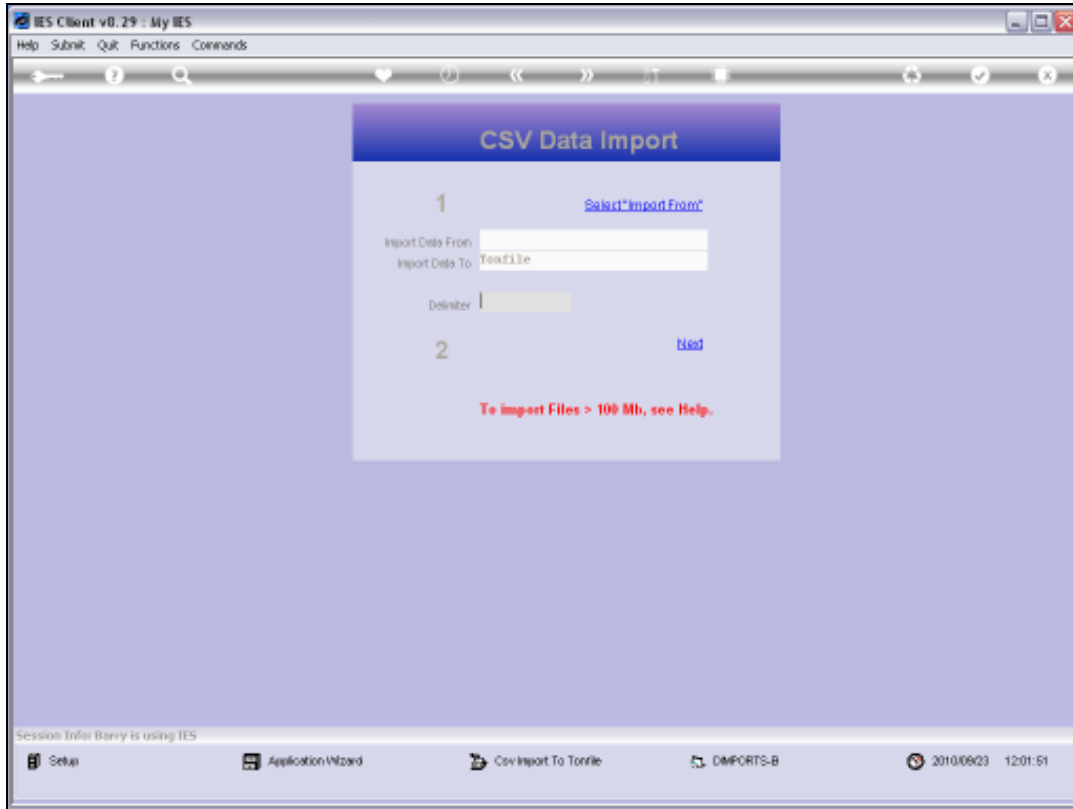 IES Client v8.29 : My IES
Help Submit Quit Functions Commands
CSV Data Import
1
Select "Import From"
Import Data From
Import Data To Tonfile
Delimiter
2
Next
To import Files > 100 Mb, see Help.
Session Info: Barry is using IES
Setup Application Wizard Csv Import To Tonfile DIMPORTS-B 2010/09/23 12:01:51